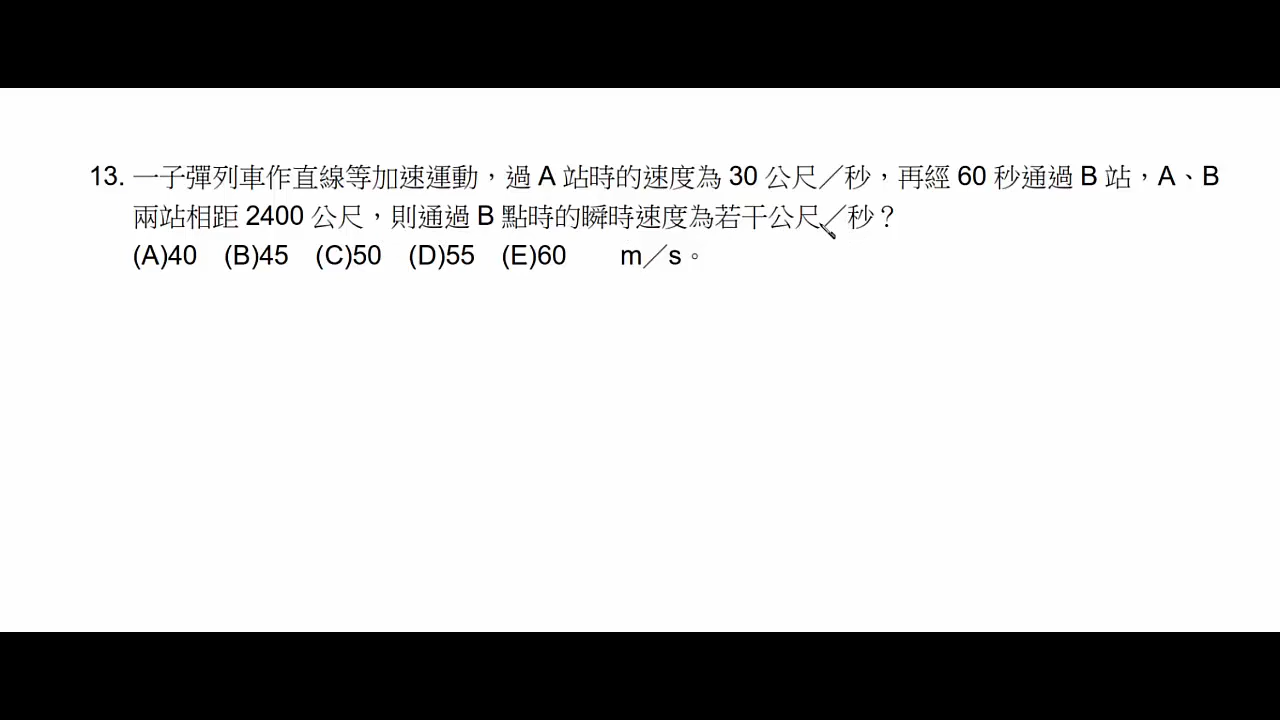 13. 一子彈列車作直線等加速運動，過 A 站時的速度為 30 公尺／秒，再經 60 秒通過 B 站，A、B
兩站相距 2400 公尺，則通過 B 點時的瞬時速度為若干公尺／秒？
(A)40 (B)45 (C)50 (D)55 (E)60 m／s。